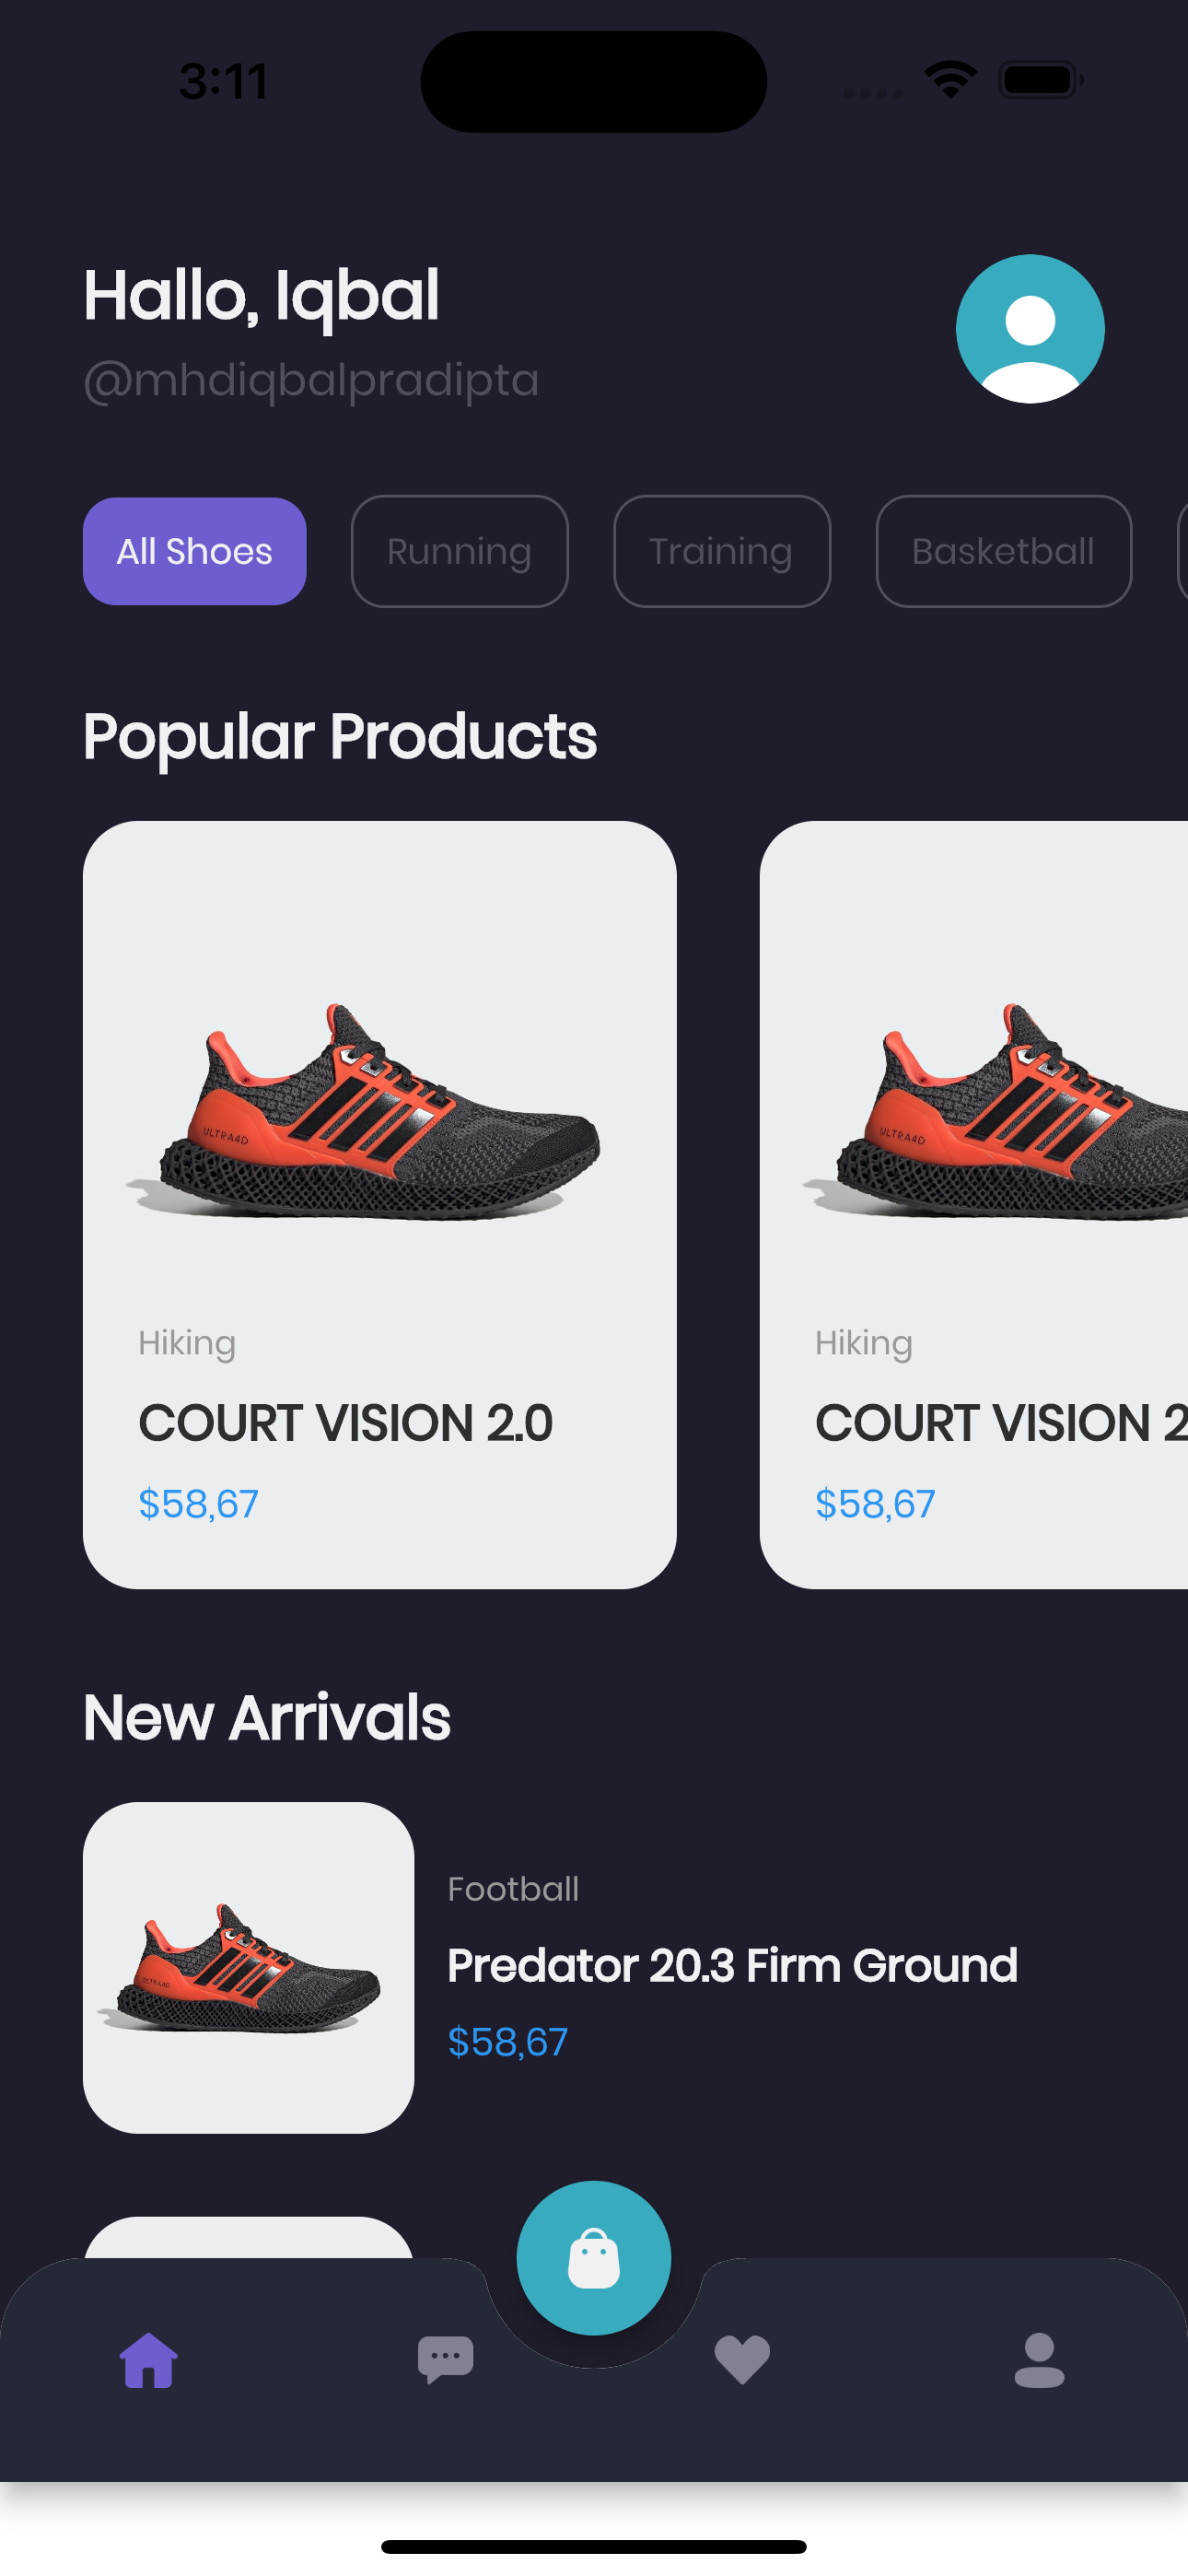 3:11
Hallo, Iqbal
@mhdiqbalpradipta
All Shoes
Running
Training
Basketball
Popular Products
ULTRA4D
ULTRA4D
Hiking
Hiking
COURT VISION 2.0
COURT VISION 2
$58,67
$58,67
New Arrivals
ULTRA4D
Football
Predator 20.3 Firm Ground
$58,67